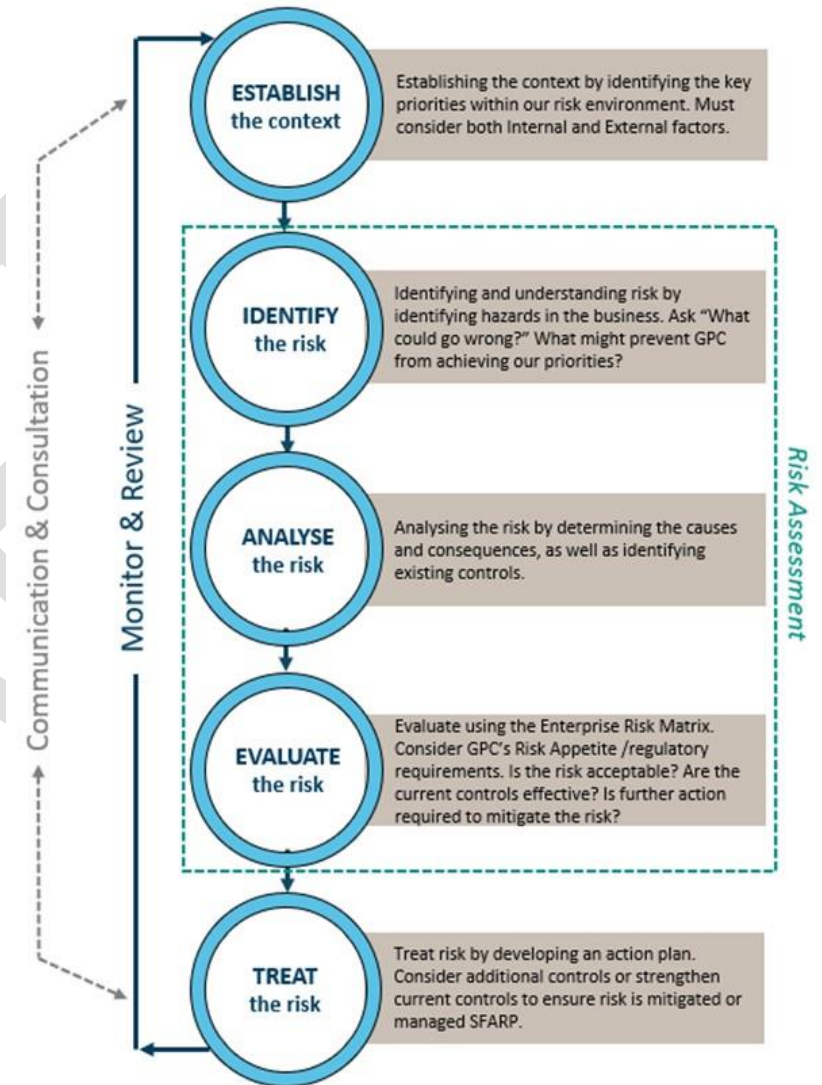 ESTABLISH
the context
Establishing the context by identifying the key
priorities within our risk environment. Must
consider both Internal and External factors.
IDENTIFY
the risk
Identifying and understanding risk by
identifying hazards in the business. Ask “What
could go wrong?” What might prevent GPC
from achieving our priorities?
ANALYSE
the risk
Analysing the risk by determining the causes
and consequences, as well as identifying
existing controls.
EVALUATE
the risk
Evaluate using the Enterprise Risk Matrix.
Consider GPC’s Risk Appetite /regulatory
requirements. Is the risk acceptable? Are the
current controls effective? Is further action
required to mitigate the risk?
TREAT
the risk
Treat risk by developing an action plan.
Consider additional controls or strengthen
current controls to ensure risk is mitigated or
managed SFARP.
Communication & Consultation
Monitor & Review
Risk Assessment